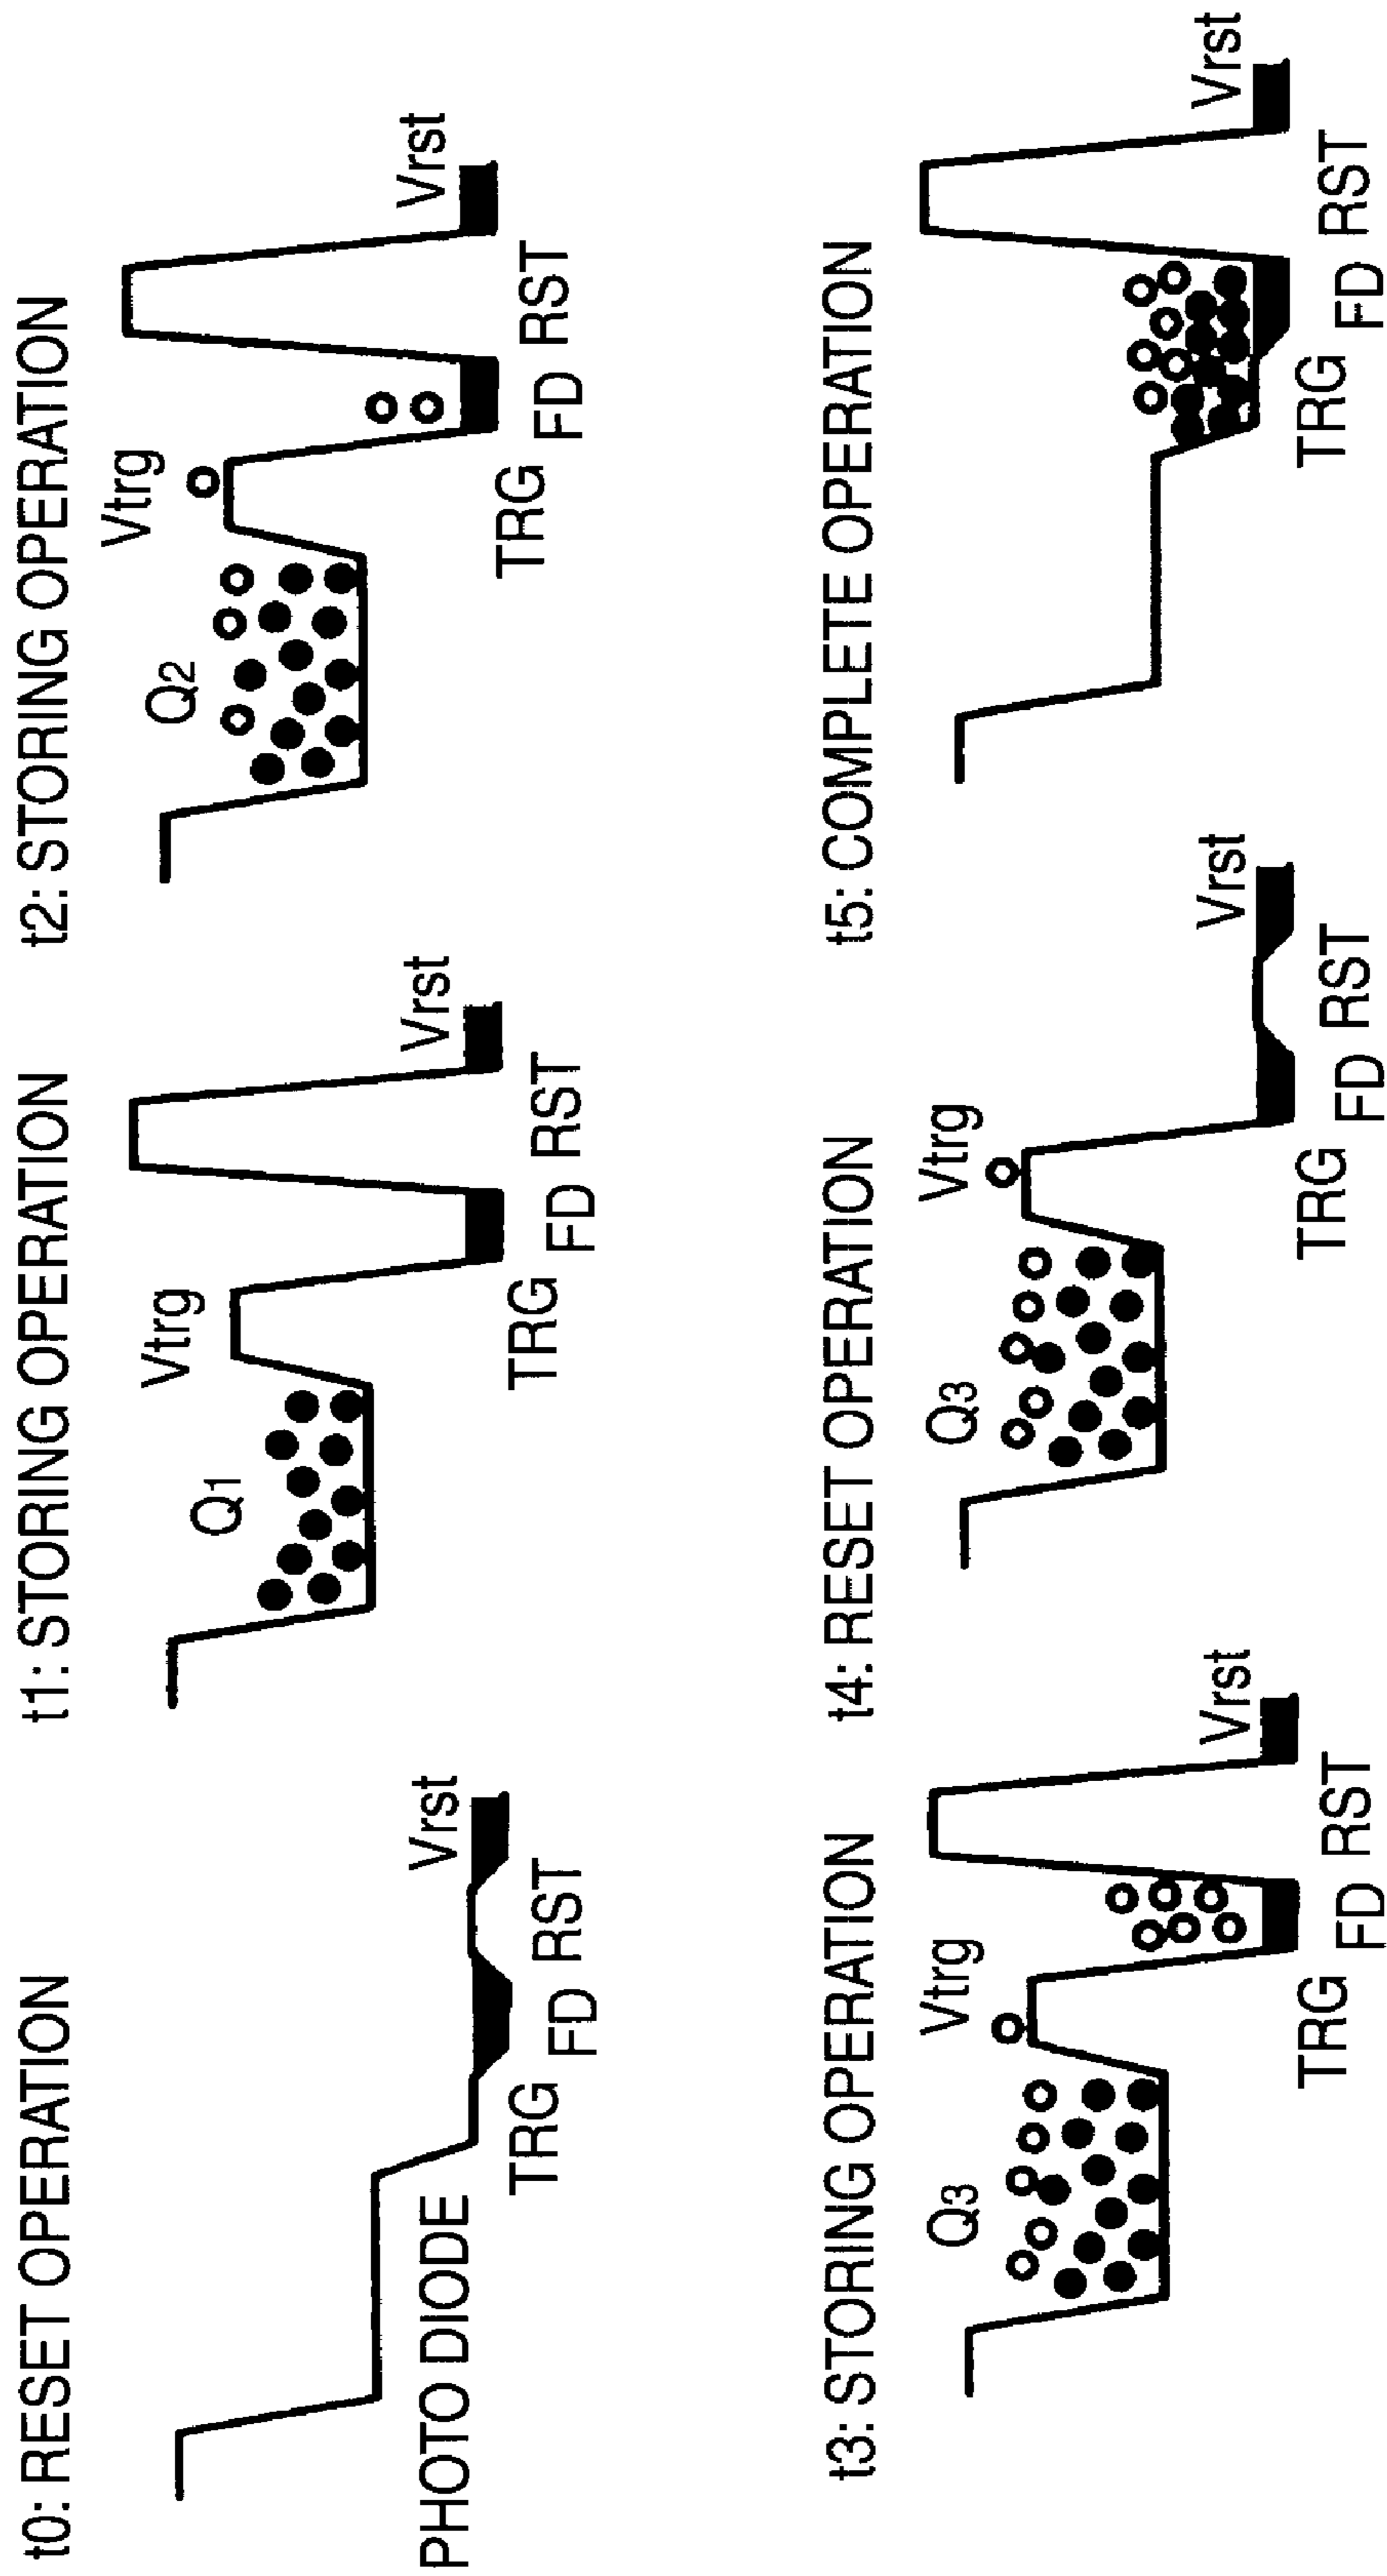 t0: RESET OPERATION
Vrst
PHOTO DIODE
TRG
FD
RST
t1: STORING OPERATION
Q1
Vtrg
Vrst
TRG
FD
RST
t2: STORING OPERATION
Q2
Vtrg
Vrst
TRG
FD
RST
t3: STORING OPERATION
Q3
Vtrg
Vrst
TRG
FD
RST
t4: RESET OPERATION
Q3
Vtrg
Vrst
TRG
FD
RST
t5: COMPLETE OPERATION
Vrst
TRG
FD
RST